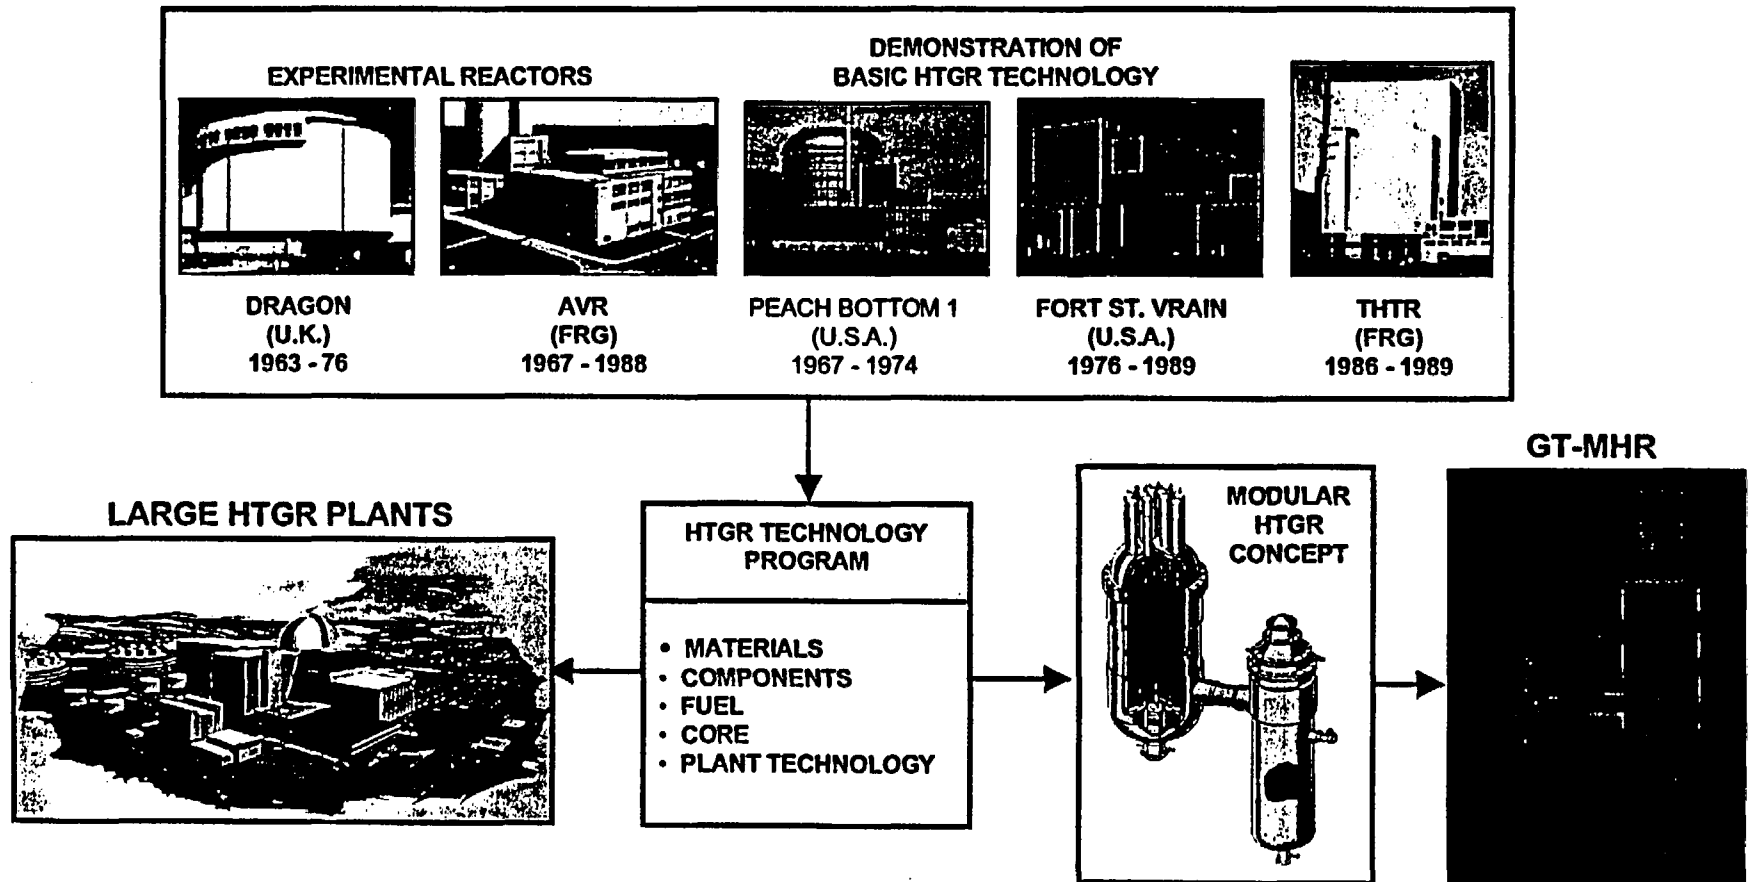 EXPERIMENTAL REACTORS
DEMONSTRATION OF
BASIC HTGR TECHNOLOGY
DRAGON
(U.K.)
1963 - 76
AVR
(FRG)
1967 - 1988
PEACH BOTTOM 1
(U.S.A.)
1967 - 1974
FORT ST. VRAIN
(U.S.A.)
1976 - 1989
THTR
(FRG)
1986 - 1989
LARGE HTGR PLANTS
HTGR TECHNOLOGY
PROGRAM
• MATERIALS
• COMPONENTS
• FUEL
• CORE
• PLANT TECHNOLOGY
MODULAR
HTGR
CONCEPT
GT-MHR